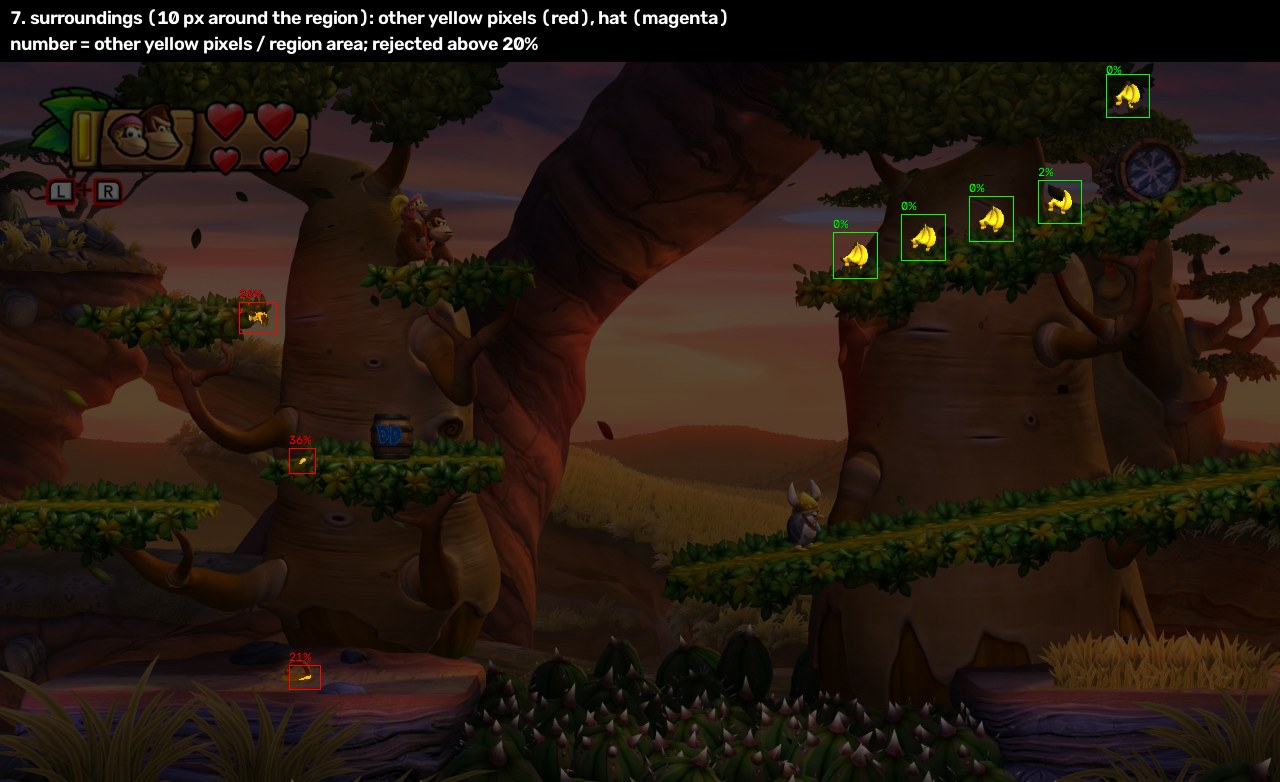 7. surroundings (10 px around the region): other yellow pixels (red), hat (magenta)
number = other yellow pixels / region area; rejected above 20%
0%
2%
0%
0%
0%
L + R
36%
DD
21%